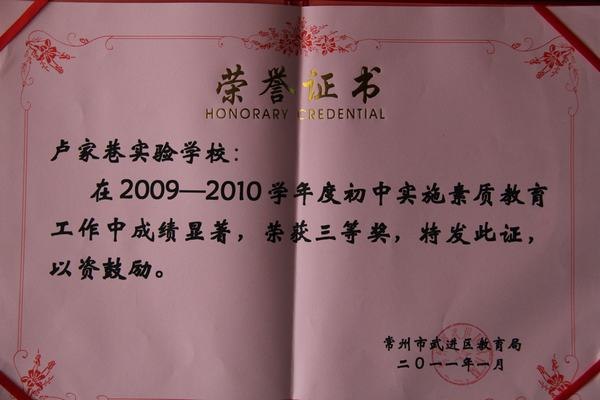 荣誉证书
HONORARY CREDENTIAL
卢家巷实验学校：
在2009—2010学年度初中实施素质教育
工作中成绩显著，荣获三等奖，特发此证，
以资鼓励。
常州市武进区教育局
二〇一一年一月